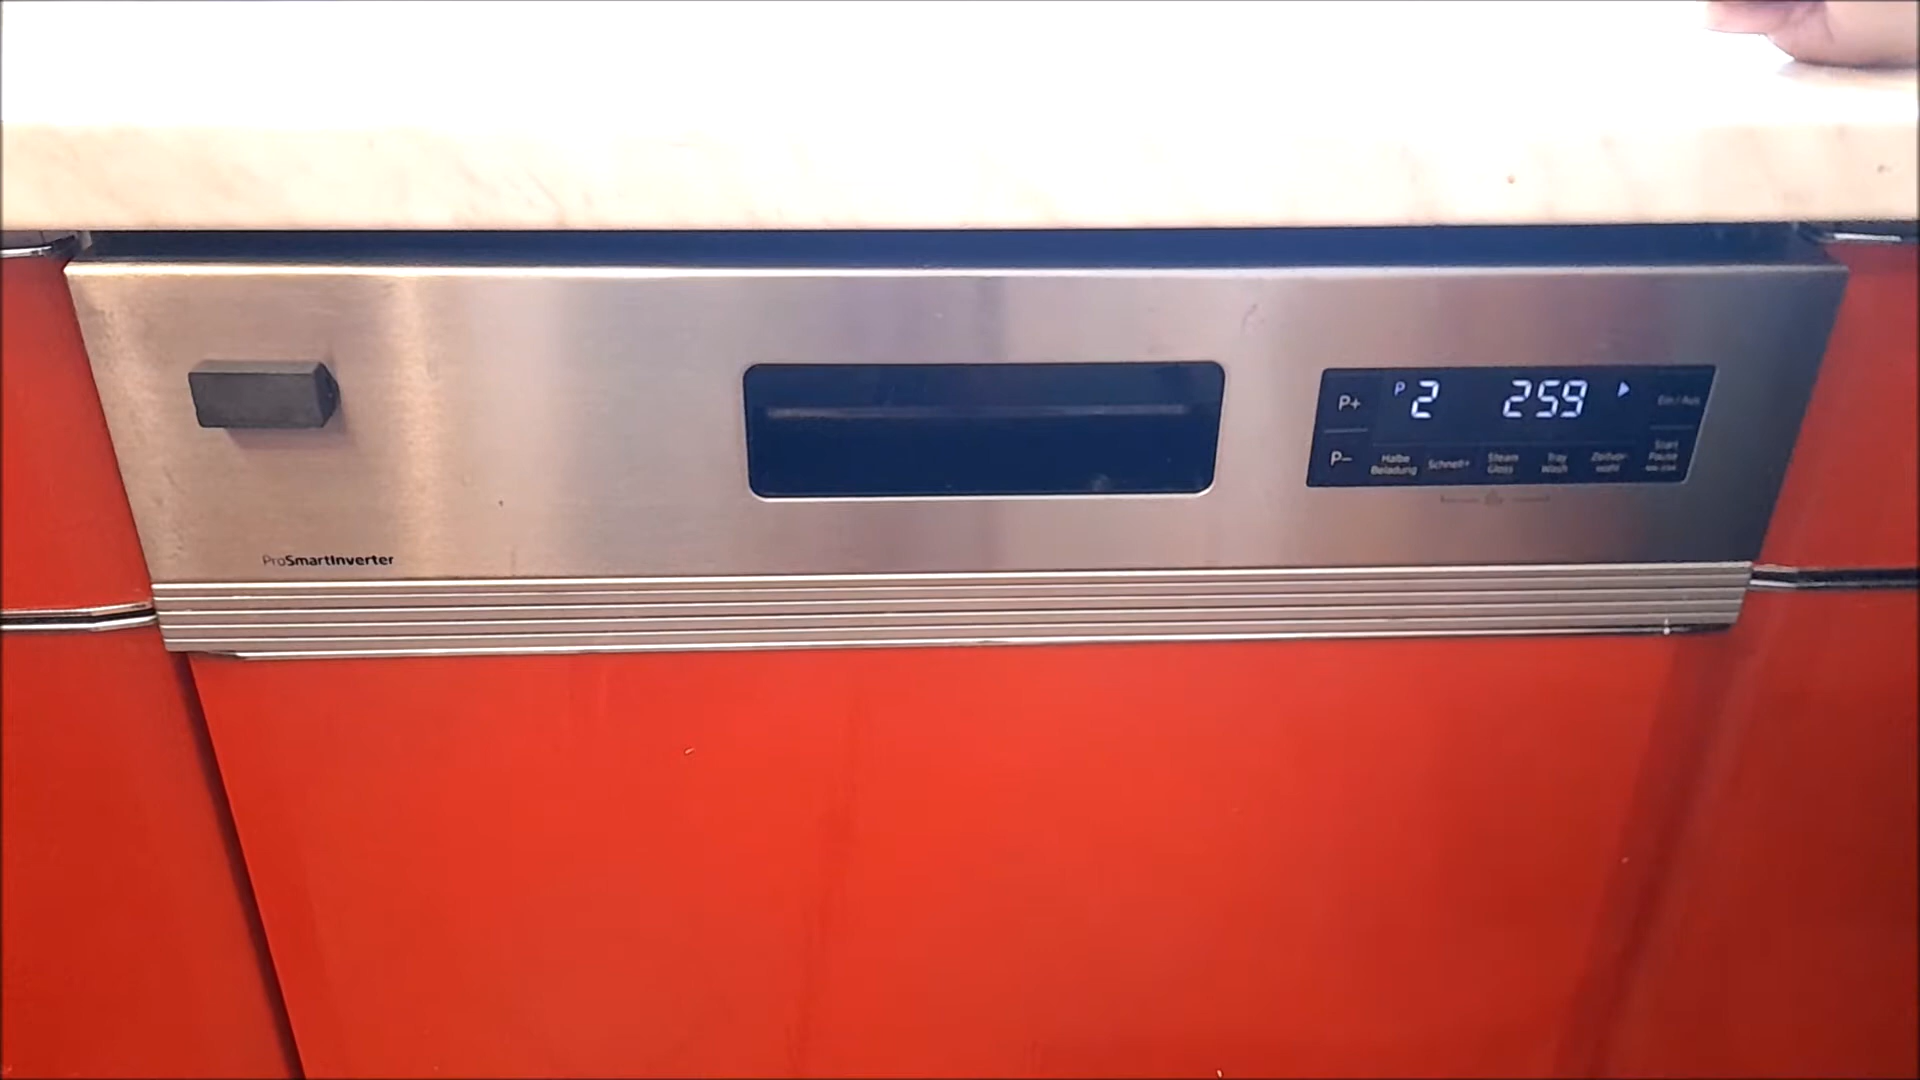 P+
P 2 259
Ein/Aus
P-
Halbe
Beladung
Schnell+
Steam
Gloss
Tray
Wash
Zeitvor-
wahl
Start
Pause
ProSmartInverter